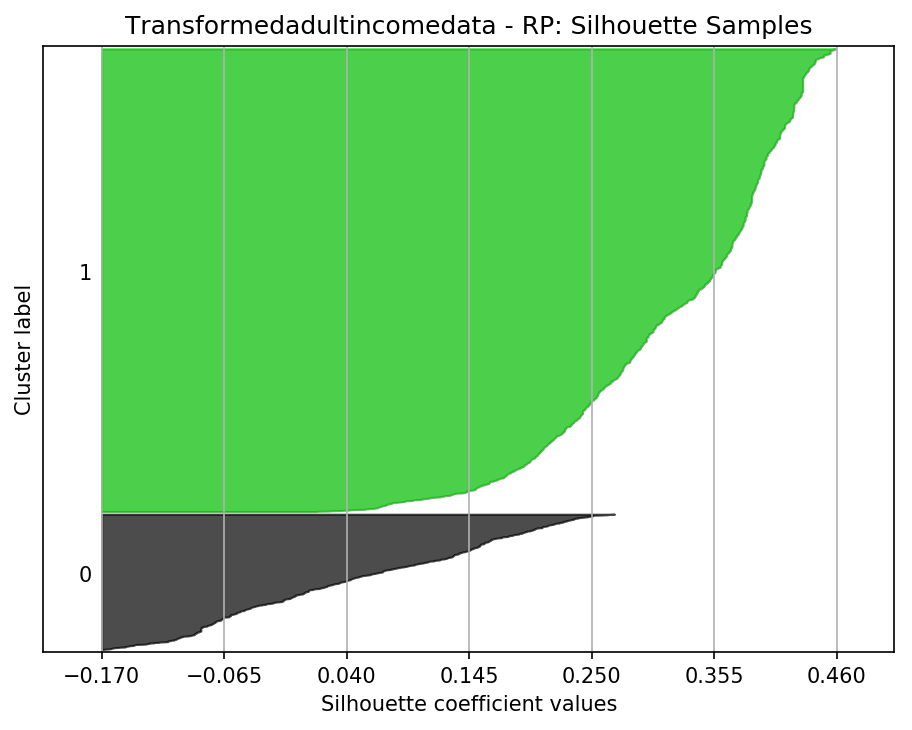 Transformedadultincomedata - RP: Silhouette Samples
Cluster label
1
0
−0.170 −0.065 0.040 0.145 0.250 0.355 0.460
Silhouette coefficient values